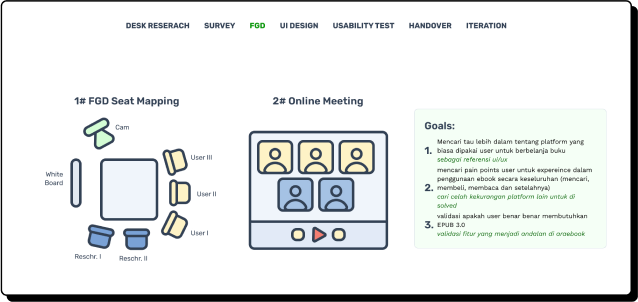 DESK RESERACH SURVEY FGD UI DESIGN USABILITY TEST HANDOVER ITERATION
1# FGD Seat Mapping
Cam
User III
White
Board
User II
User I
Reschr. I
Reschr. II
2# Online Meeting
Goals:
1. Mencari tau lebih dalam tentang platform yang
biasa dipakai user untuk berbelanja buku
sebagai referensi ui/ux
2. mencari pain points user untuk expereince dalam
penggunaan ebook secara keseluruhan (mencari,
membeli, membaca dan setelahnya)
cari celah kekurangan platform lain untuk di
solved
3. validasi apakah user benar benar membutuhkan
EPUB 3.0
validasi fitur yang menjadi andalan di araebook